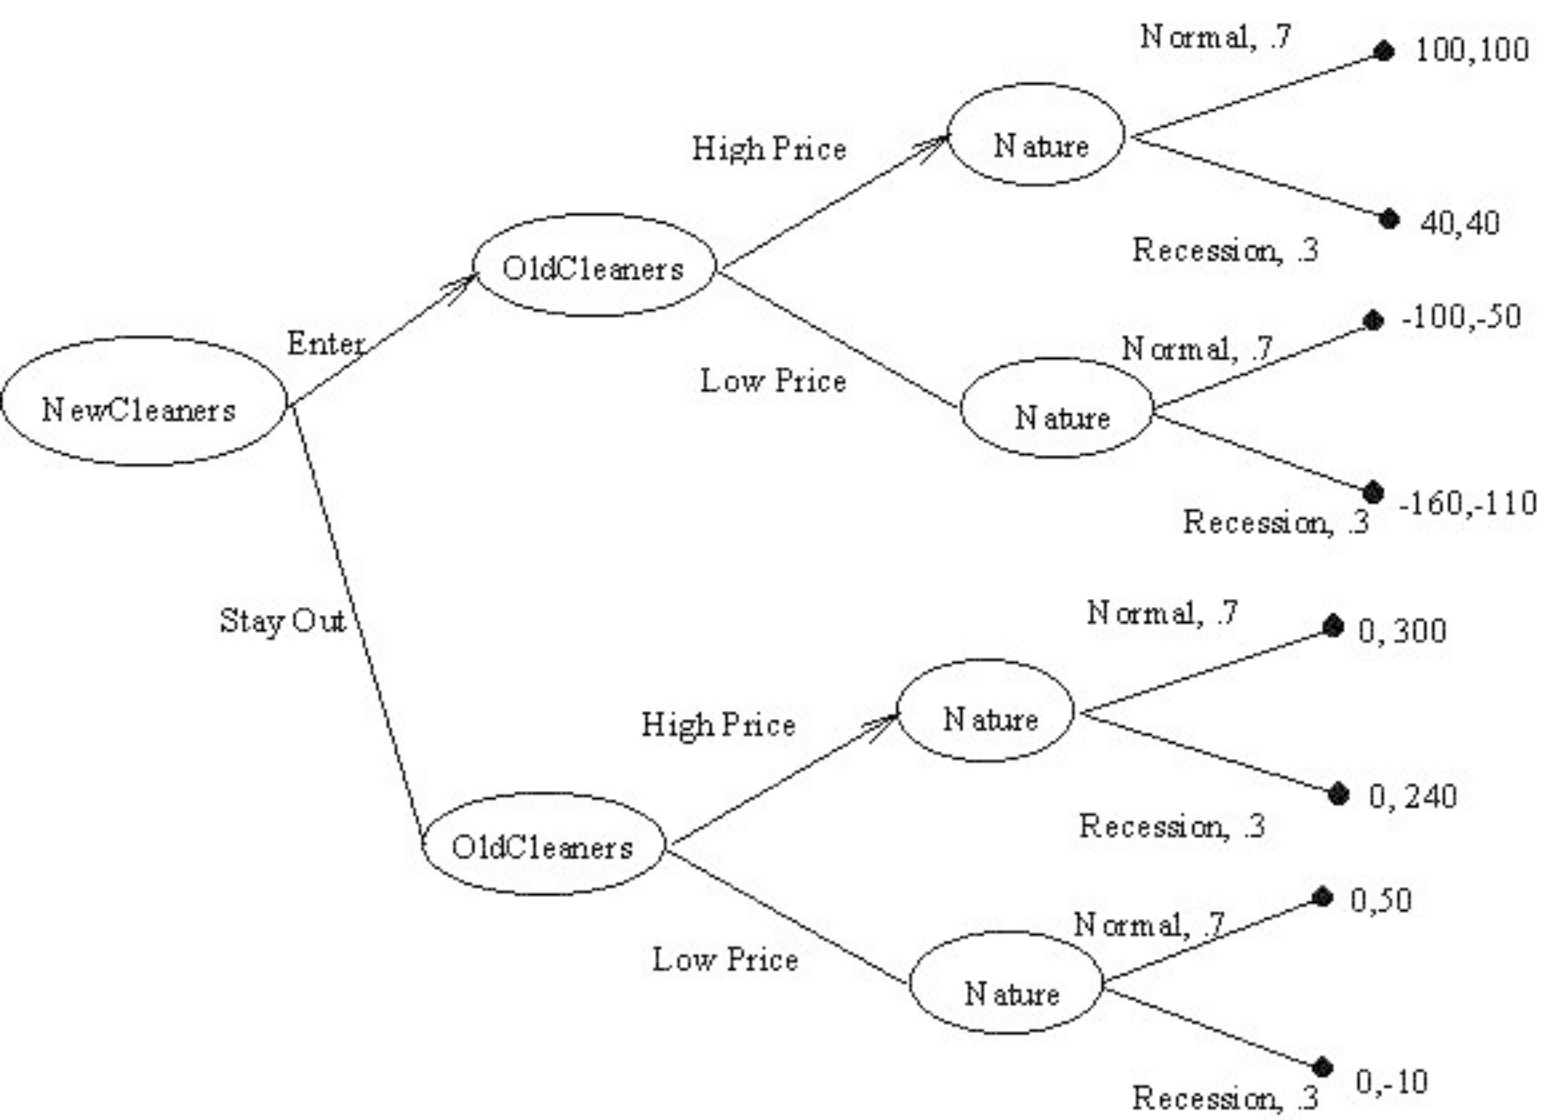 Normal, .7
100,100
High Price
Nature
40,40
Recession, .3
OldCleaners
Enter
-100,-50
Normal, .7
Low Price
NewCleaners
Nature
-160,-110
Recession, .3
Stay Out
Normal, .7
0, 300
High Price
Nature
0, 240
Recession, .3
OldCleaners
0,50
Normal, .7
Low Price
Nature
0,-10
Recession, .3